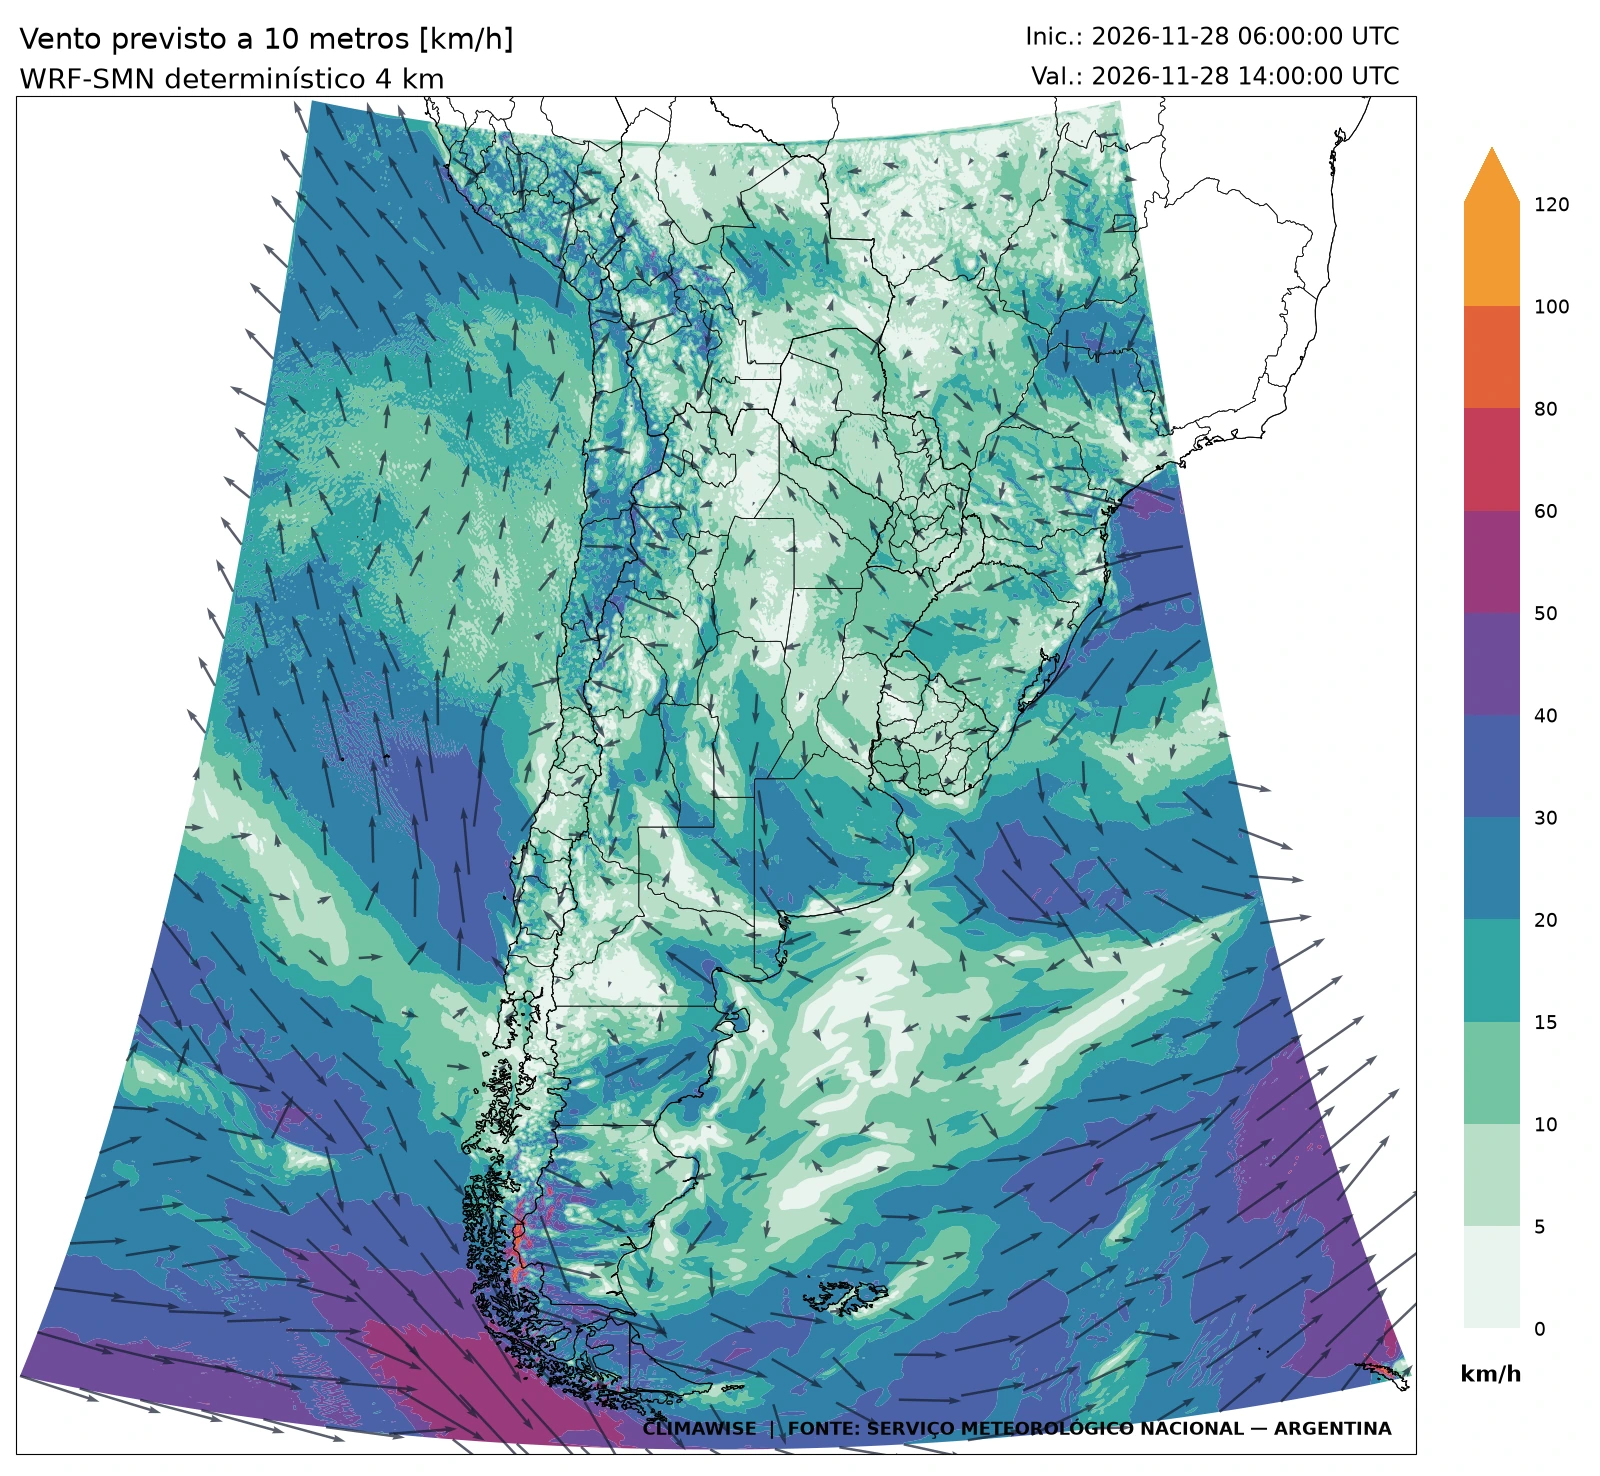 Vento previsto a 10 metros [km/h]
WRF-SMN determinístico 4 km
Inic.: 2026-11-28 06:00:00 UTC
Val.: 2026-11-28 14:00:00 UTC
120
100
80
60
50
40
30
20
15
10
5
0
km/h
CLIMAWISE | FONTE: SERVIÇO METEOROLÓGICO NACIONAL — ARGENTINA